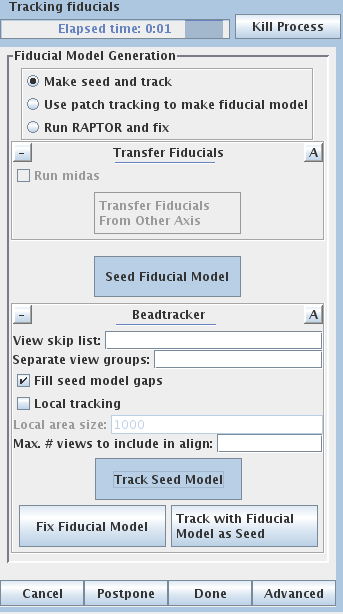 Tracking fiducials
Elapsed time: 0:01
Kill Process
Fiducial Model Generation
Make seed and track
Use patch tracking to make fiducial model
Run RAPTOR and fix
– Transfer Fiducials A
Run midas
Transfer Fiducials
From Other Axis
Seed Fiducial Model
– Beadtracker A
View skip list:
Separate view groups:
Fill seed model gaps
Local tracking
Local area size: 1000
Max. # views to include in align:
Track Seed Model
Fix Fiducial Model
Track with Fiducial
Model as Seed
Cancel Postpone Done Advanced